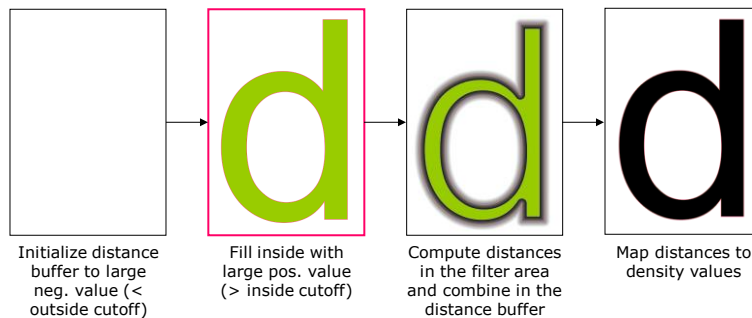 d
d
d
Initialize distance
buffer to large
neg. value (<
outside cutoff)
Fill inside with
large pos. value
(> inside cutoff)
Compute distances
in the filter area
and combine in the
distance buffer
Map distances to
density values